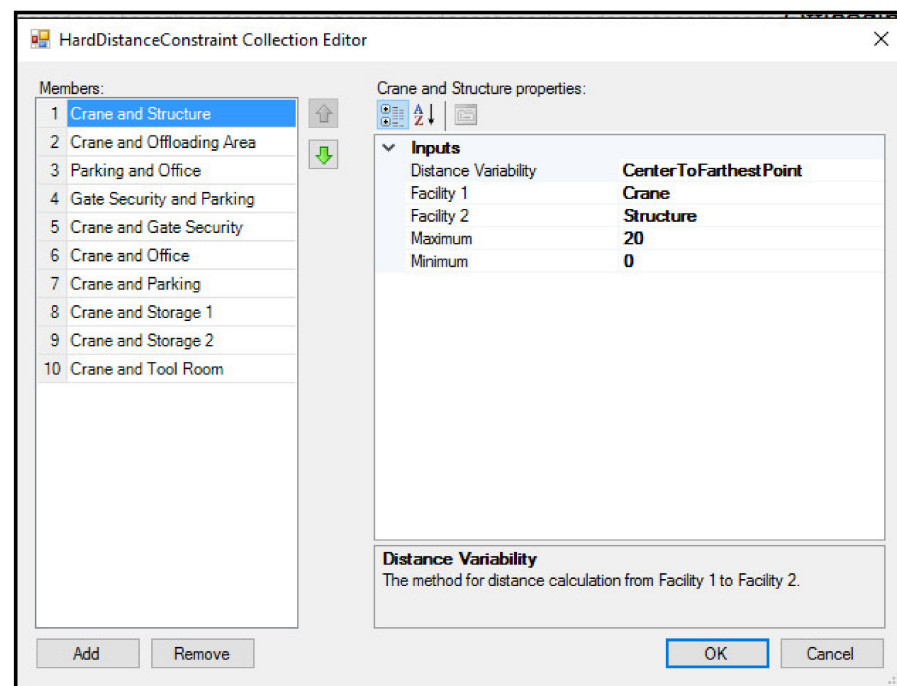 HardDistanceConstraint Collection Editor
Members:
1 Crane and Structure
2 Crane and Offloading Area
3 Parking and Office
4 Gate Security and Parking
5 Crane and Gate Security
6 Crane and Office
7 Crane and Parking
8 Crane and Storage 1
9 Crane and Storage 2
10 Crane and Tool Room
Add Remove
Crane and Structure properties:
Inputs
Distance Variability CenterToFarthestPoint
Facility 1 Crane
Facility 2 Structure
Maximum 20
Minimum 0
Distance Variability
The method for distance calculation from Facility 1 to Facility 2.
OK Cancel